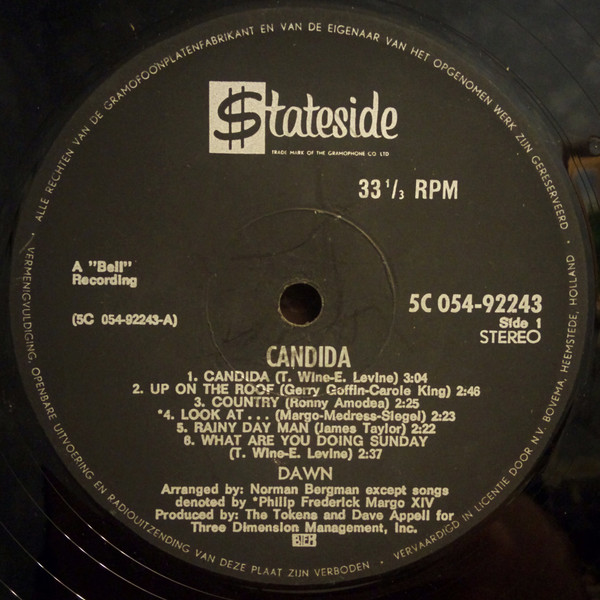 ALLE RECHTEN VAN DE GRAMOFOONPLATENFABRIKANT EN VAN DE EIGENAAR VAN HET OPGENOMEN WERK ZIJN GERESERVEERD
$tateside
TRADE MARK OF THE GRAMOPHONE CO LTD
33 1/3 RPM
A "Bell"
Recording
(5C 054-92243-A)
5C 054-92243
Side 1
STEREO
CANDIDA
1. CANDIDA (T. Wine-E. Levine) 3:04
2. UP ON THE ROOF (Gerry Goffin-Carole King) 2:46
3. COUNTRY (Ronny Amodea) 2:25
*4. LOOK AT . . . (Margo-Medress-Siegel) 2:23
5. RAINY DAY MAN (James Taylor) 2:22
6. WHAT ARE YOU DOING SUNDAY
(T. Wine-E. Levine) 2:37
DAWN
Arranged by: Norman Bergman except songs
denoted by *Philip Frederick Margo XIV
Produced by: The Tokens and Dave Appell for
Three Dimension Management, Inc.
BIEM
VERMENIGVULDIGING, OPENBARE UITVOERING EN RADIOUITZENDING VAN DEZE PLAAT ZIJN VERBODEN · VERVAARDIGD IN LICENTIE DOOR N.V. BOVEMA, HEEMSTEDE, HOLLAND ·